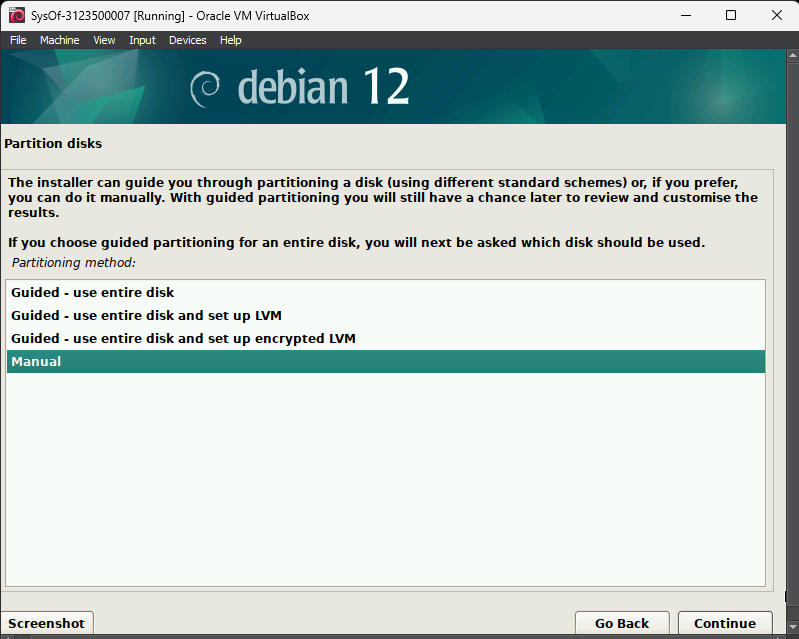 SysOf-3123500007 [Running] - Oracle VM VirtualBox
File Machine View Input Devices Help
debian 12
Partition disks
The installer can guide you through partitioning a disk (using different standard schemes) or, if you prefer,
you can do it manually. With guided partitioning you will still have a chance later to review and customise the
results.
If you choose guided partitioning for an entire disk, you will next be asked which disk should be used.
Partitioning method:
Guided - use entire disk
Guided - use entire disk and set up LVM
Guided - use entire disk and set up encrypted LVM
Manual
Screenshot Go Back Continue